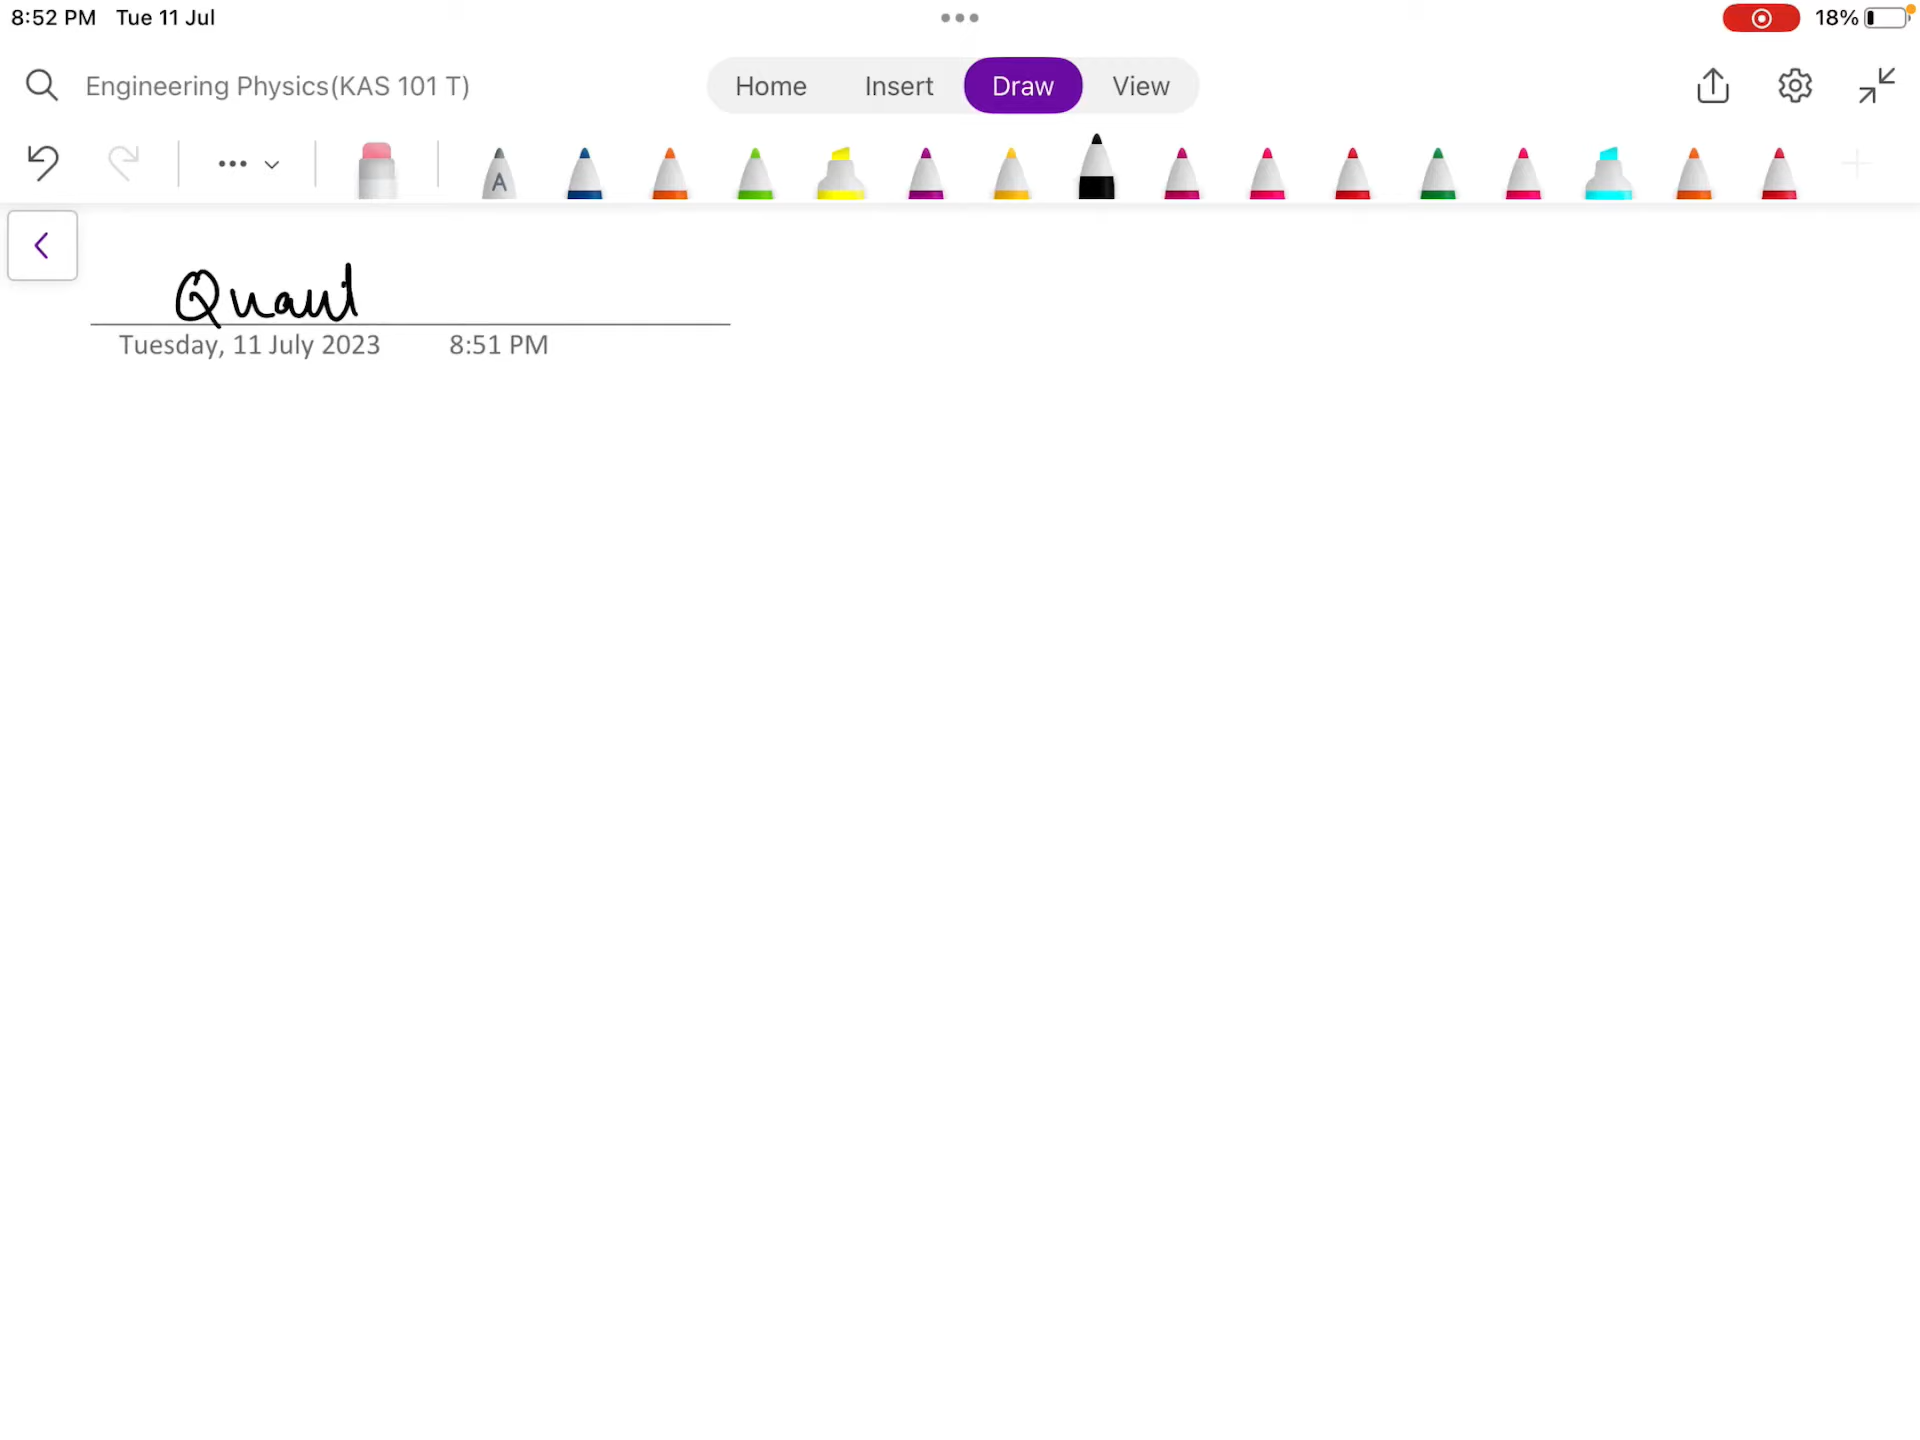 8:52 PM Tue 11 Jul 18%
Engineering Physics(KAS 101 T) Home Insert Draw View
A
Quant
Tuesday, 11 July 2023 8:51 PM